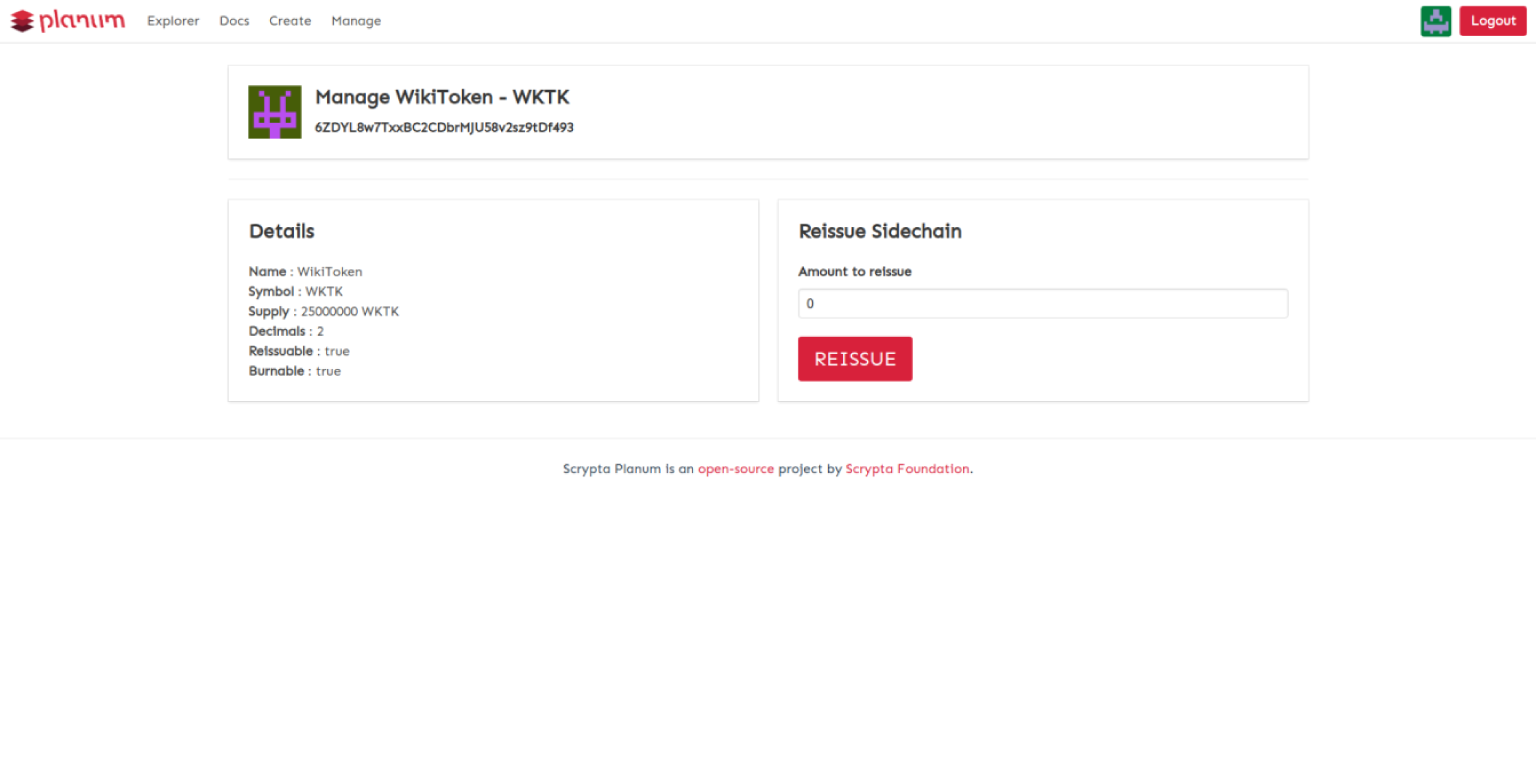 planum Explorer Docs Create Manage Logout
Manage WikiToken - WKTK
6ZDYL8w7TxxBC2CDbrMJU58v2sz9tDf493
Details
Name : WikiToken
Symbol : WKTK
Supply : 25000000 WKTK
Decimals : 2
Reissuable : true
Burnable : true
Reissue Sidechain
Amount to reissue
0
REISSUE
Scrypta Planum is an open-source project by Scrypta Foundation.